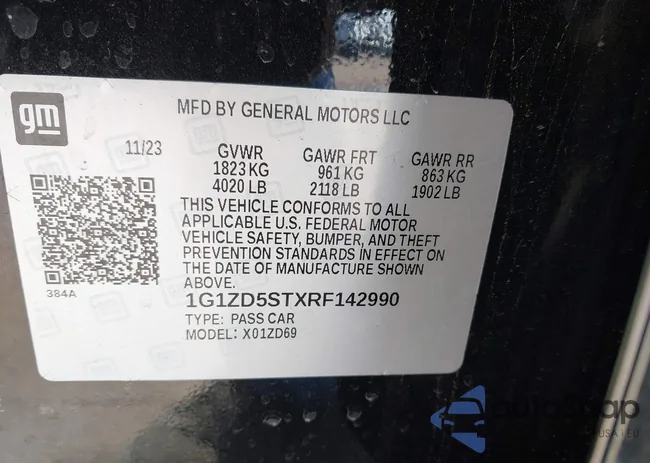 gm
MFD BY GENERAL MOTORS LLC
11/23
GVWR GAWR FRT GAWR RR
1823 KG 961 KG 863 KG
4020 LB 2118 LB 1902 LB
THIS VEHICLE CONFORMS TO ALL
APPLICABLE U.S. FEDERAL MOTOR
VEHICLE SAFETY, BUMPER, AND THEFT
PREVENTION STANDARDS IN EFFECT ON
THE DATE OF MANUFACTURE SHOWN
ABOVE.
384A
1G1ZD5STXRF142990
TYPE: PASS CAR
MODEL: X01ZD69
USA | EU